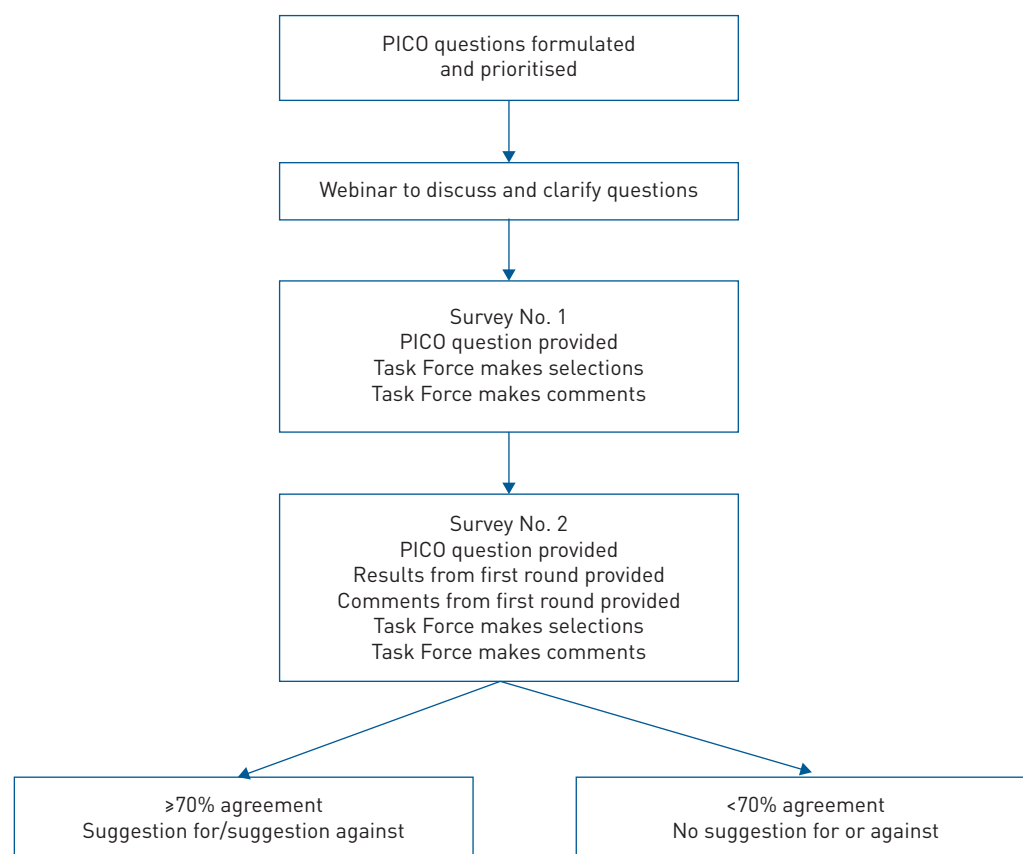 PICO questions formulated
and prioritised
Webinar to discuss and clarify questions
Survey No. 1
PICO question provided
Task Force makes selections
Task Force makes comments
Survey No. 2
PICO question provided
Results from first round provided
Comments from first round provided
Task Force makes selections
Task Force makes comments
⩾70% agreement
Suggestion for/suggestion against
<70% agreement
No suggestion for or against